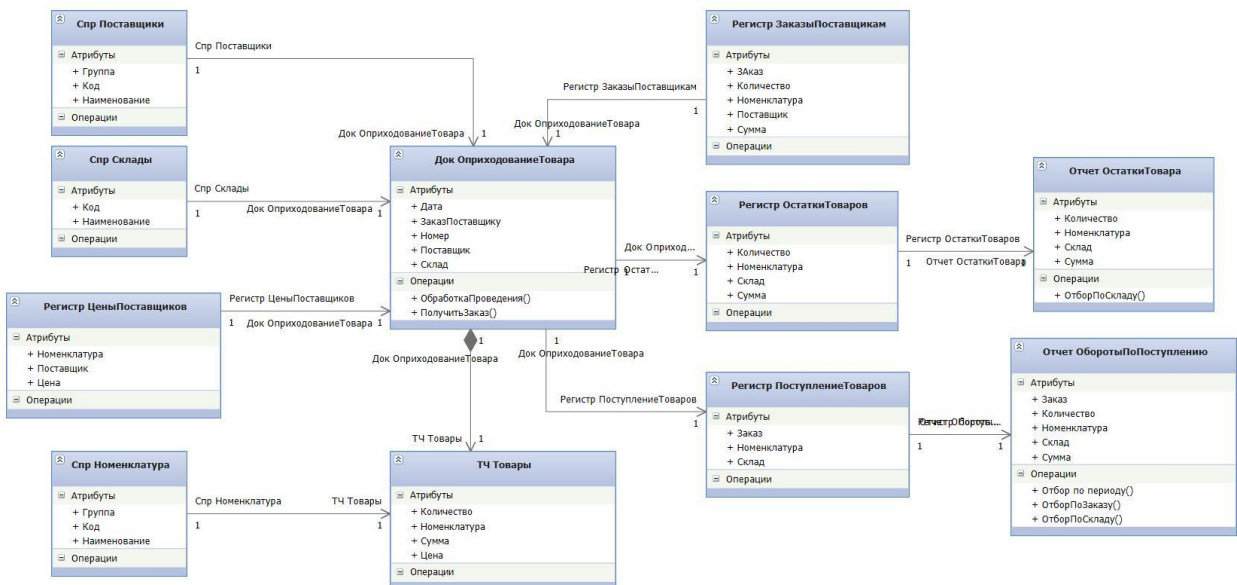 Спр Поставщики
Атрибуты
+ Группа
+ Код
+ Наименование
Операции
Спр Поставщики
1
Док ОприходованиеТовара
1
Регистр ЗаказыПоставщикам
Атрибуты
+ ЗАказ
+ Количество
+ Номенклатура
+ Поставщик
+ Сумма
Операции
Регистр ЗаказыПоставщикам
1
Док ОприходованиеТовара
1
Спр Склады
Атрибуты
+ Код
+ Наименование
Операции
Спр Склады
1
Док ОприходованиеТовара
1
Док ОприходованиеТовара
Атрибуты
+ Дата
+ ЗаказПоставщику
+ Номер
+ Поставщик
+ Склад
Операции
+ ОбработкаПроведения()
+ ПолучитьЗаказ()
Док Оприход...
1
Регистр Остат...
1
Регистр ОстаткиТоваров
Атрибуты
+ Количество
+ Номенклатура
+ Склад
+ Сумма
Операции
Регистр ОстаткиТоваров
1
Отчет ОстаткиТовара
1
Отчет ОстаткиТовара
Атрибуты
+ Количество
+ Номенклатура
+ Склад
+ Сумма
Операции
+ ОтборПоСкладу()
Регистр ЦеныПоставщиков
Атрибуты
+ Номенклатура
+ Поставщик
+ Цена
Операции
Регистр ЦеныПоставщиков
1
Док ОприходованиеТовара
1
1
Док ОприходованиеТовара
1
Док ОприходованиеТовара
Регистр ПоступлениеТоваров
1
Регистр ПоступлениеТоваров
Атрибуты
+ Заказ
+ Номенклатура
+ Склад
Операции
1
1
Отчет ОборотыПоПоступлению
Атрибуты
+ Заказ
+ Количество
+ Номенклатура
+ Склад
+ Сумма
Операции
+ Отбор по периоду()
+ ОтборПоЗаказу()
+ ОтборПоСкладу()
ТЧ Товары
1
Спр Номенклатура
Атрибуты
+ Группа
+ Код
+ Наименование
Операции
Спр Номенклатура
1
ТЧ Товары
1
ТЧ Товары
Атрибуты
+ Количество
+ Номенклатура
+ Сумма
+ Цена
Операции